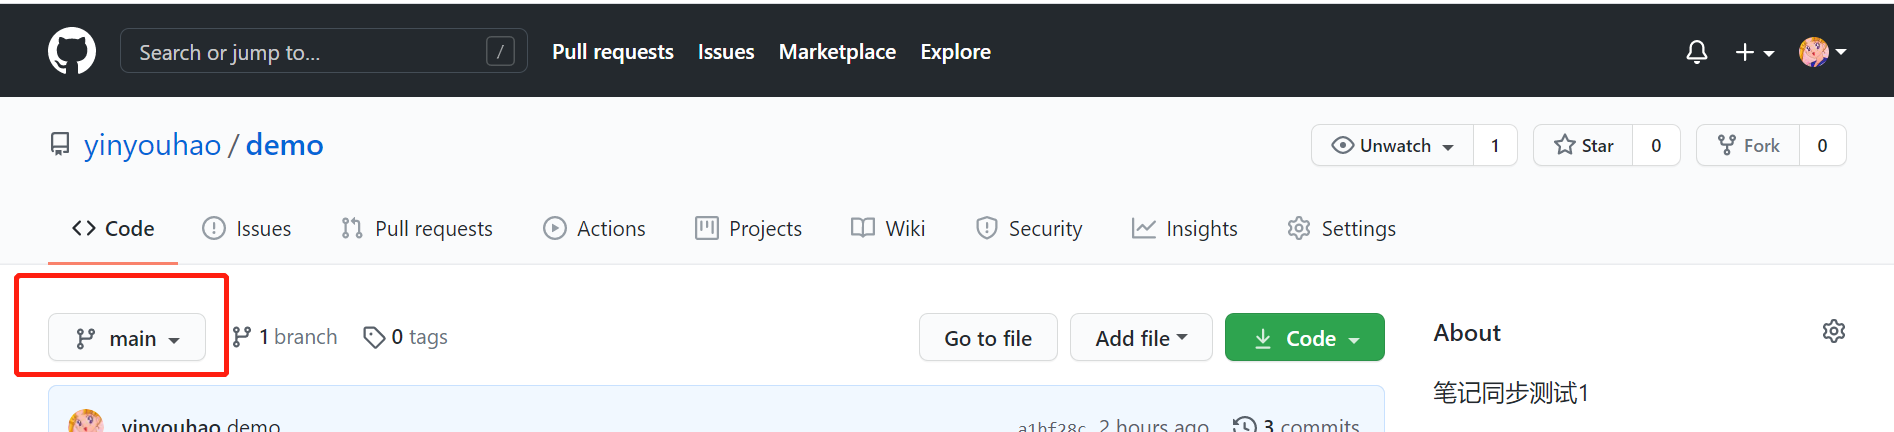 Search or jump to... / Pull requests Issues Marketplace Explore
yinyouhao / demo Unwatch 1 Star 0 Fork 0
Code Issues Pull requests Actions Projects Wiki Security Insights Settings
main 1 branch 0 tags Go to file Add file Code About
笔记同步测试1
yinyouhao demo a1bf28c 2 hours ago 3 commits